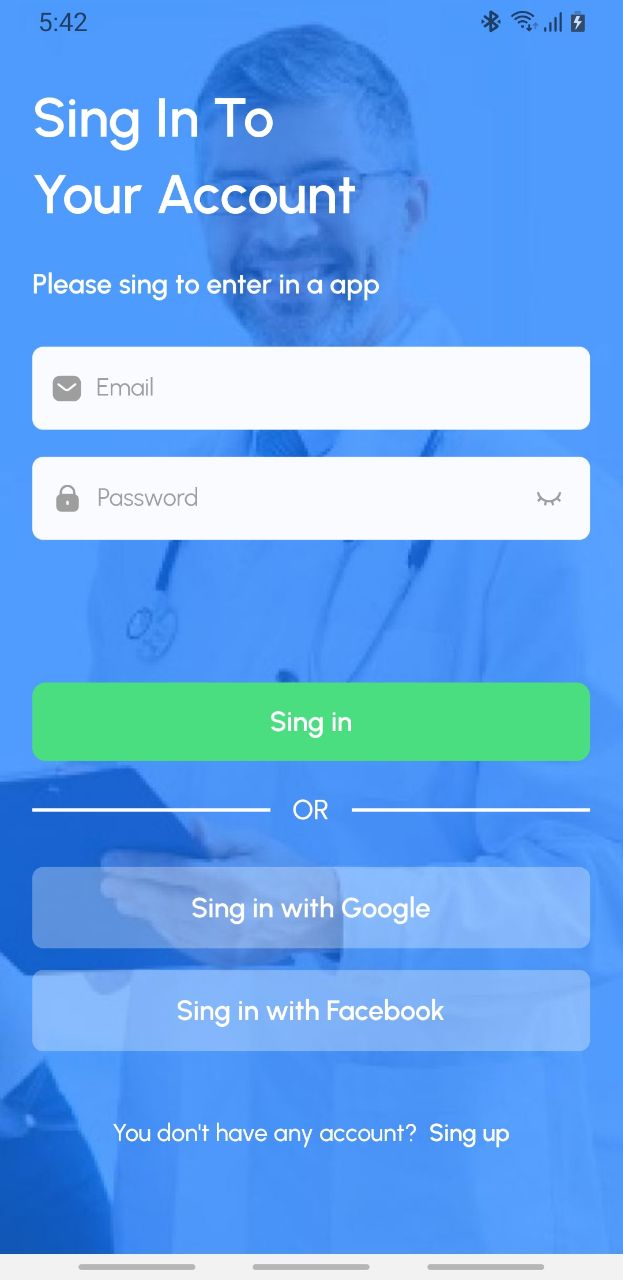 5:42
Sing In To
Your Account
Please sing to enter in a app
Email
Password
Sing in
OR
Sing in with Google
Sing in with Facebook
You don't have any account? Sing up